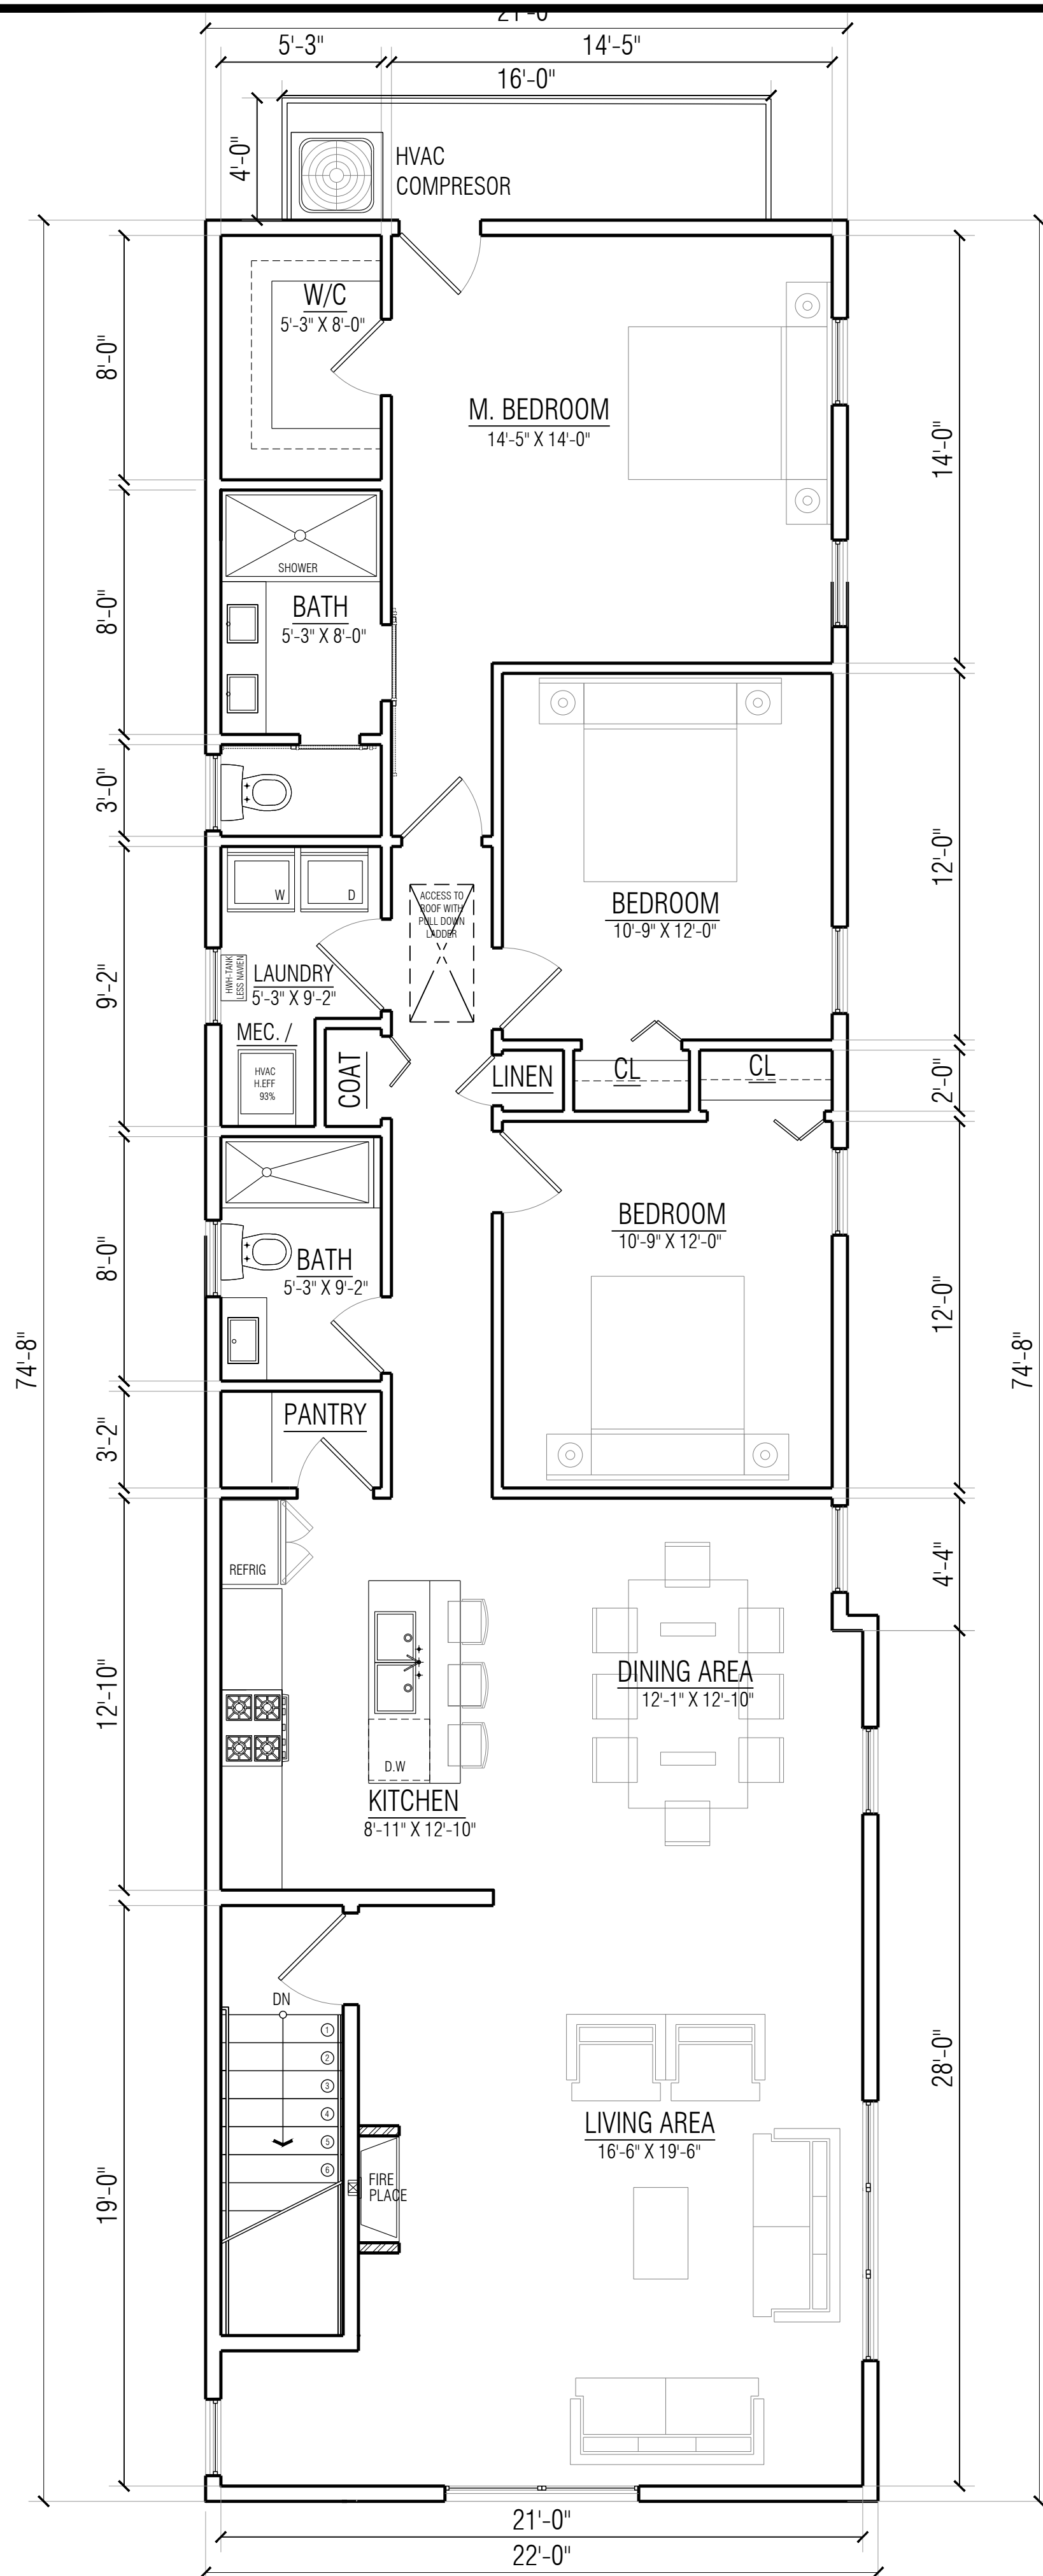 21'-0"
5'-3"
14'-5"
16'-0"
4'-0"
HVAC
COMPRESOR
W/C
5'-3" X 8'-0"
8'-0"
M. BEDROOM
14'-5" X 14'-0"
14'-0"
SHOWER
BATH
5'-3" X 8'-0"
8'-0"
3'-0"
W
D
ACCESS TO
ROOF WITH
PULL DOWN
LADDER
BEDROOM
10'-9" X 12'-0"
12'-0"
HWH-TANK
LESS NAVIEN
LAUNDRY
5'-3" X 9'-2"
9'-2"
MEC. /
HVAC
H.EFF
93%
COAT
LINEN
CL
CL
2'-0"
BEDROOM
10'-9" X 12'-0"
12'-0"
BATH
5'-3" X 9'-2"
8'-0"
74'-8"
74'-8"
PANTRY
3'-2"
REFRIG
4'-4"
DINING AREA
12'-1" X 12'-10"
12'-10"
D.W
KITCHEN
8'-11" X 12'-10"
DN
1
2
3
4
5
6
28'-0"
LIVING AREA
16'-6" X 19'-6"
FIRE
PLACE
19'-0"
21'-0"
22'-0"